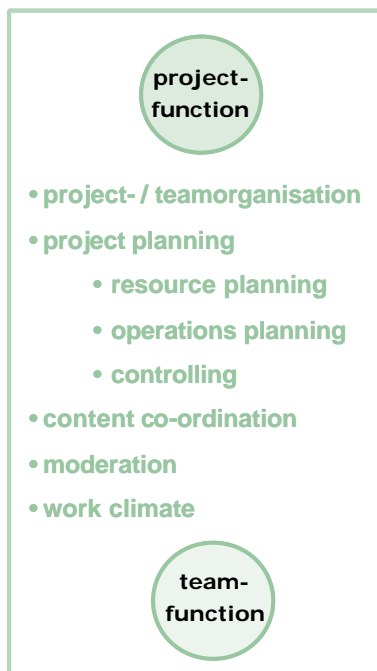 project-
function
• project- / teamorganisation
• project planning
• resource planning
• operations planning
• controlling
• content co-ordination
• moderation
• work climate
team-
function